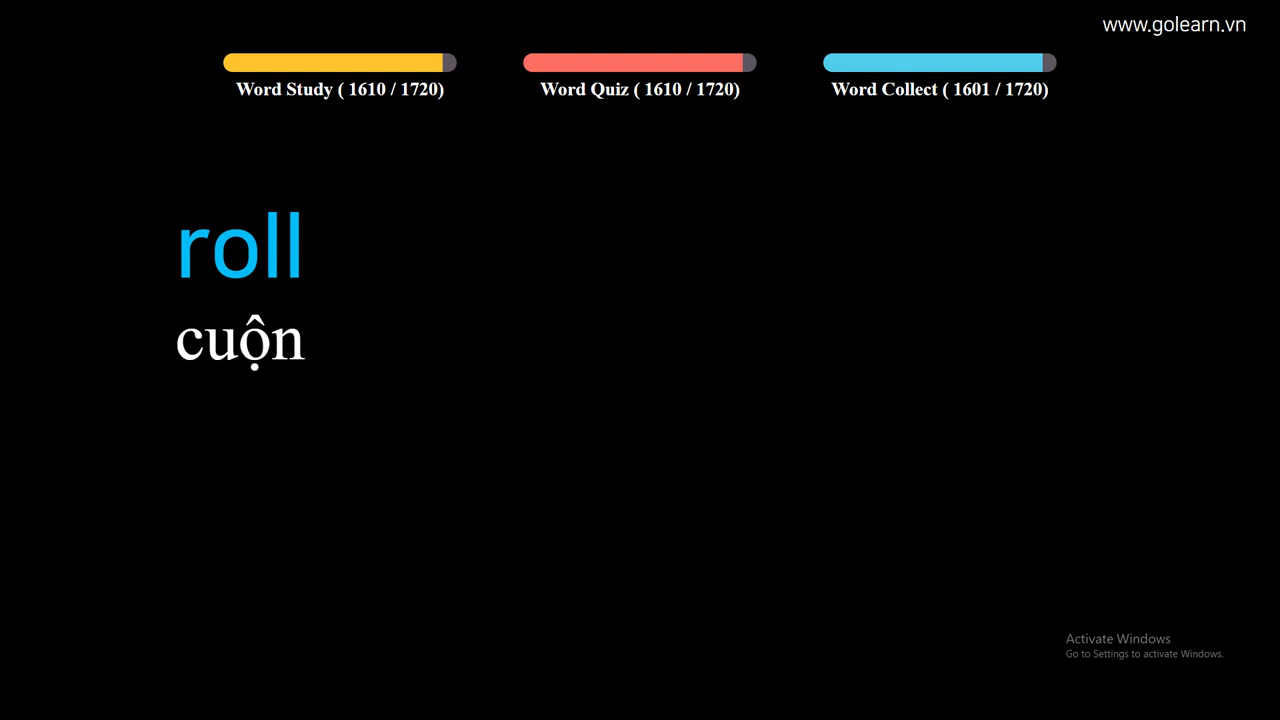 www.golearn.vn
Word Study ( 1610 / 1720)
Word Quiz ( 1610 / 1720)
Word Collect ( 1601 / 1720)
roll
cuộn
Activate Windows
Go to Settings to activate Windows.